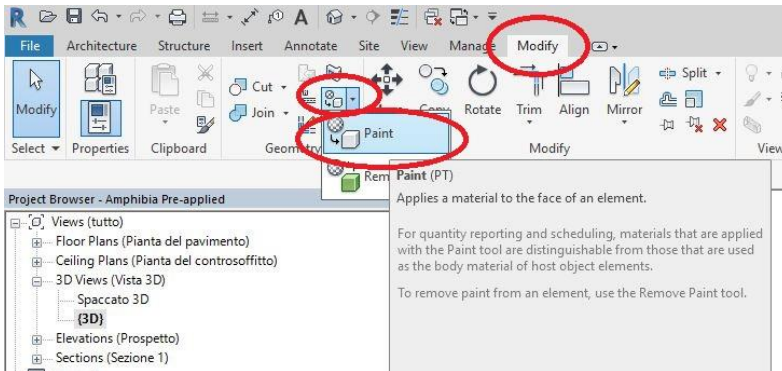 R A
File Architecture Structure Insert Annotate Site View Manage Modify
Modify Paste Cut Join Copy Rotate Trim Align Mirror Split
Select Properties Clipboard Geometry Modify View
Paint
Rem
Paint (PT)
Applies a material to the face of an element.
For quantity reporting and scheduling, materials that are applied
with the Paint tool are distinguishable from those that are used
as the body material of host object elements.
To remove paint from an element, use the Remove Paint tool.
Project Browser - Amphibia Pre-applied
Views (tutto)
Floor Plans (Pianta del pavimento)
Ceiling Plans (Pianta del controsoffitto)
3D Views (Vista 3D)
Spaccato 3D
{3D}
Elevations (Prospetto)
Sections (Sezione 1)